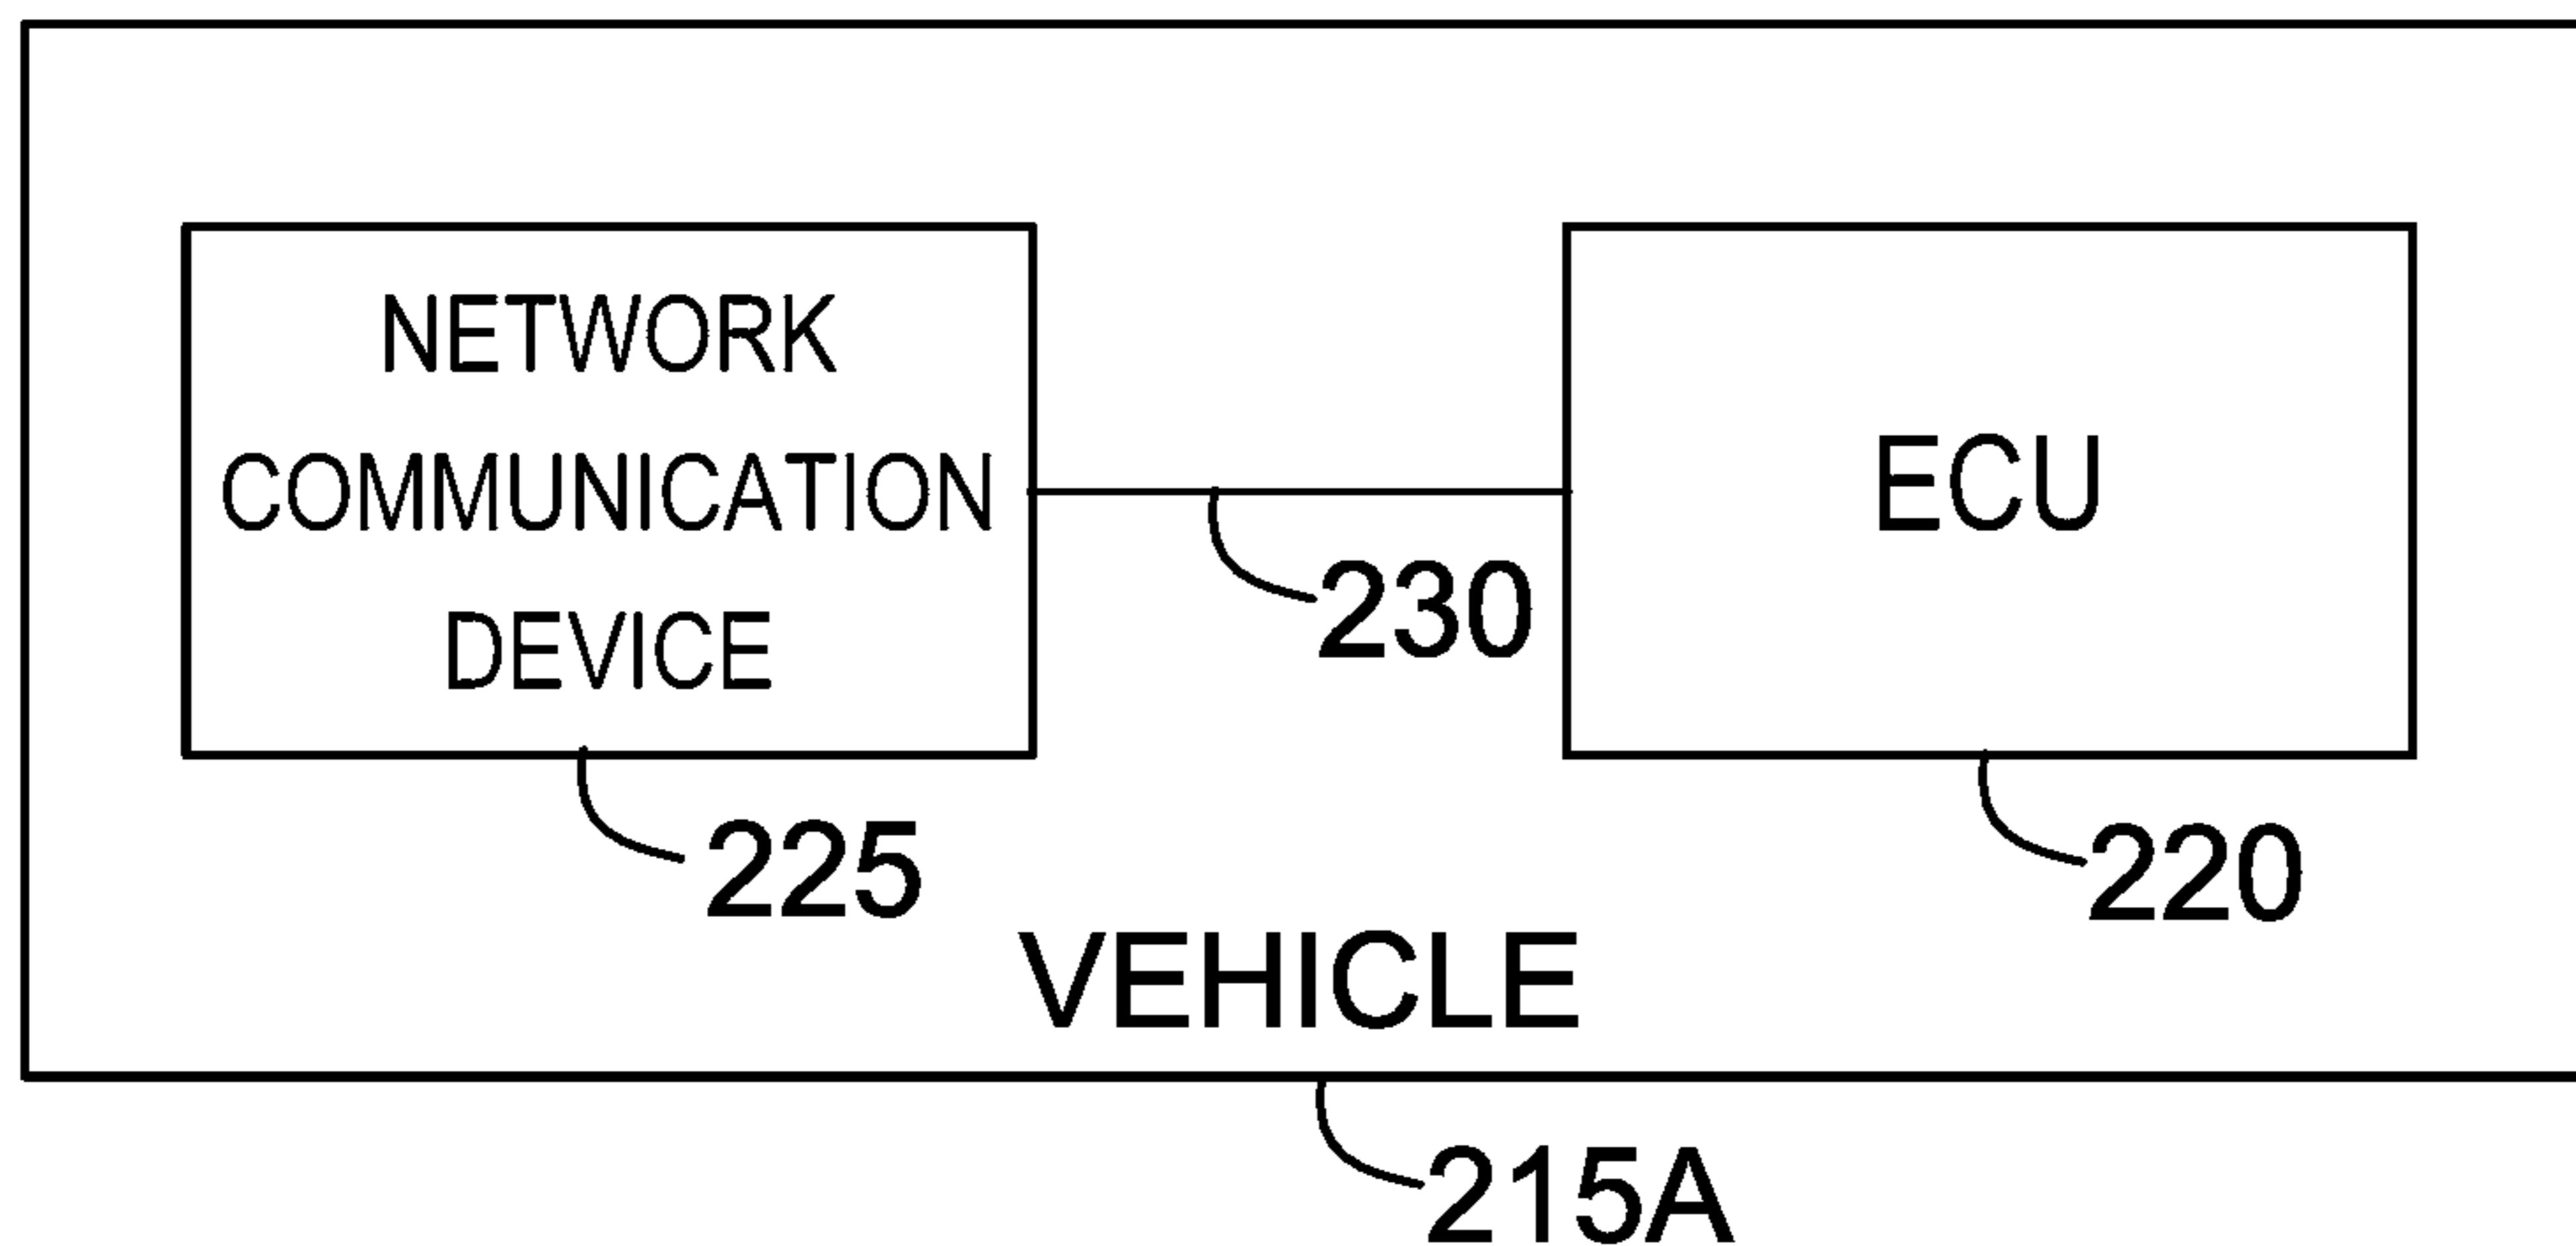 NETWORK
COMMUNICATION
DEVICE
ECU
230
225
220
VEHICLE
215A